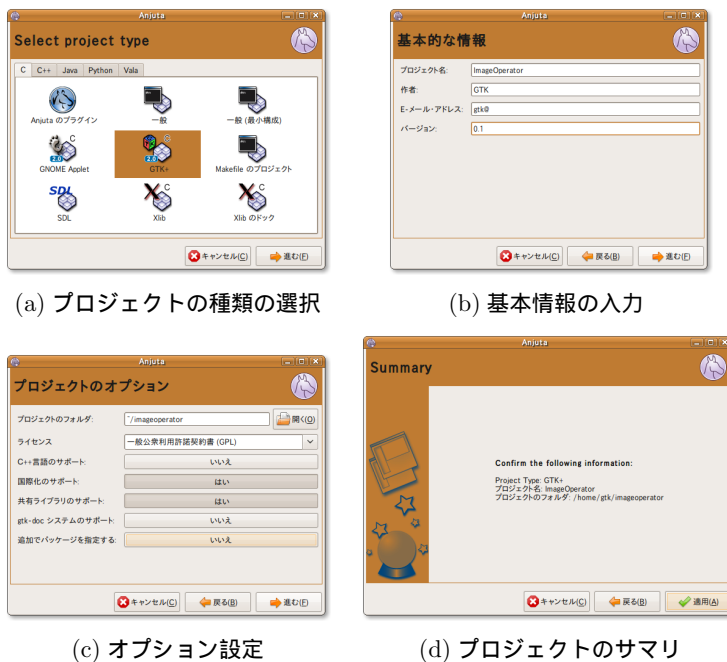 Anjuta
Select project type
C C++ Java Python Vala
Anjuta のプラグイン 一般 一般 (最小構成)
GNOME Applet GTK+ Makefile のプロジェクト
SDL Xlib Xlib のドック
キャンセル(C) 進む(F)
(a) プロジェクトの種類の選択
Anjuta
基本的な情報
プロジェクト名: ImageOperator
作者: GTK
E-メール・アドレス: gtk@
バージョン: 0.1
キャンセル(C) 戻る(B) 進む(F)
(b) 基本情報の入力
Anjuta
プロジェクトのオプション
プロジェクトのフォルダ: ~/imageoperator 開く(O)
ライセンス 一般公衆利用許諾契約書 (GPL)
C++言語のサポート: いいえ
国際化のサポート: はい
共有ライブラリのサポート: はい
gtk-doc システムのサポート: いいえ
追加でパッケージを指定する: いいえ
キャンセル(C) 戻る(B) 進む(F)
(c) オプション設定
Anjuta
Summary
Confirm the following information:
Project Type: GTK+
プロジェクト名: ImageOperator
プロジェクトのフォルダ: /home/gtk/imageoperator
キャンセル(C) 戻る(B) 適用(A)
(d) プロジェクトのサマリ